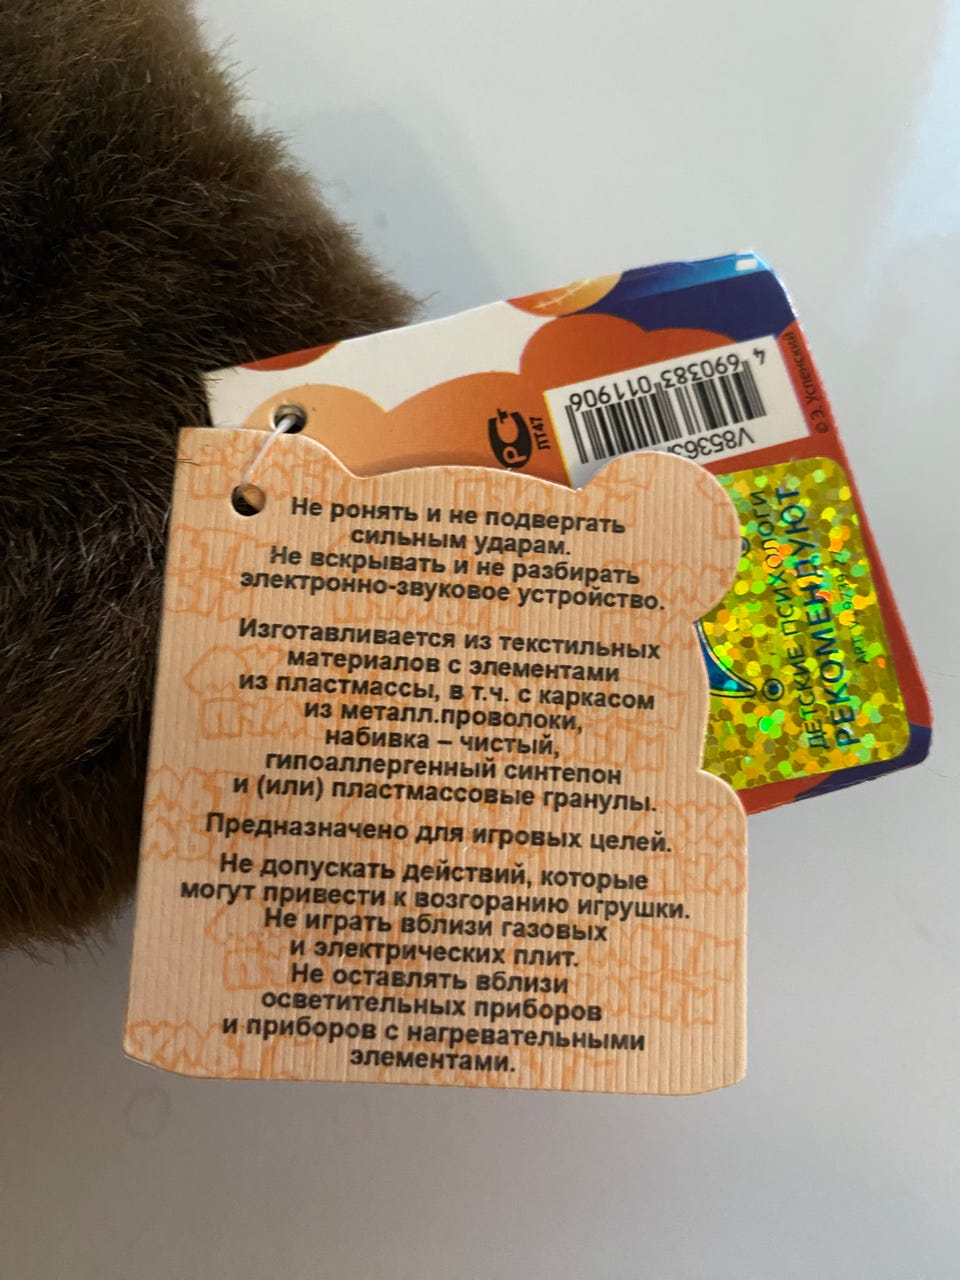 Не ронять и не подвергать
сильным ударам.
Не вскрывать и не разбирать
электронно-звуковое устройство.
Изготавливается из текстильных
материалов с элементами
из пластмассы, в т.ч. с каркасом
из металл.проволоки,
набивка – чистый,
гипоаллергенный синтепон
и (или) пластмассовые гранулы.
Предназначено для игровых целей.
Не допускать действий, которые
могут привести к возгоранию игрушки.
Не играть вблизи газовых
и электрических плит.
Не оставлять вблизи
осветительных приборов
и приборов с нагревательными
элементами.
4 690383 011906
РСТ
ЛТ47
© Э. Успенский
ДЕТСКИЕ ПСИХОЛОГИ
РЕКОМЕНДУЮТ